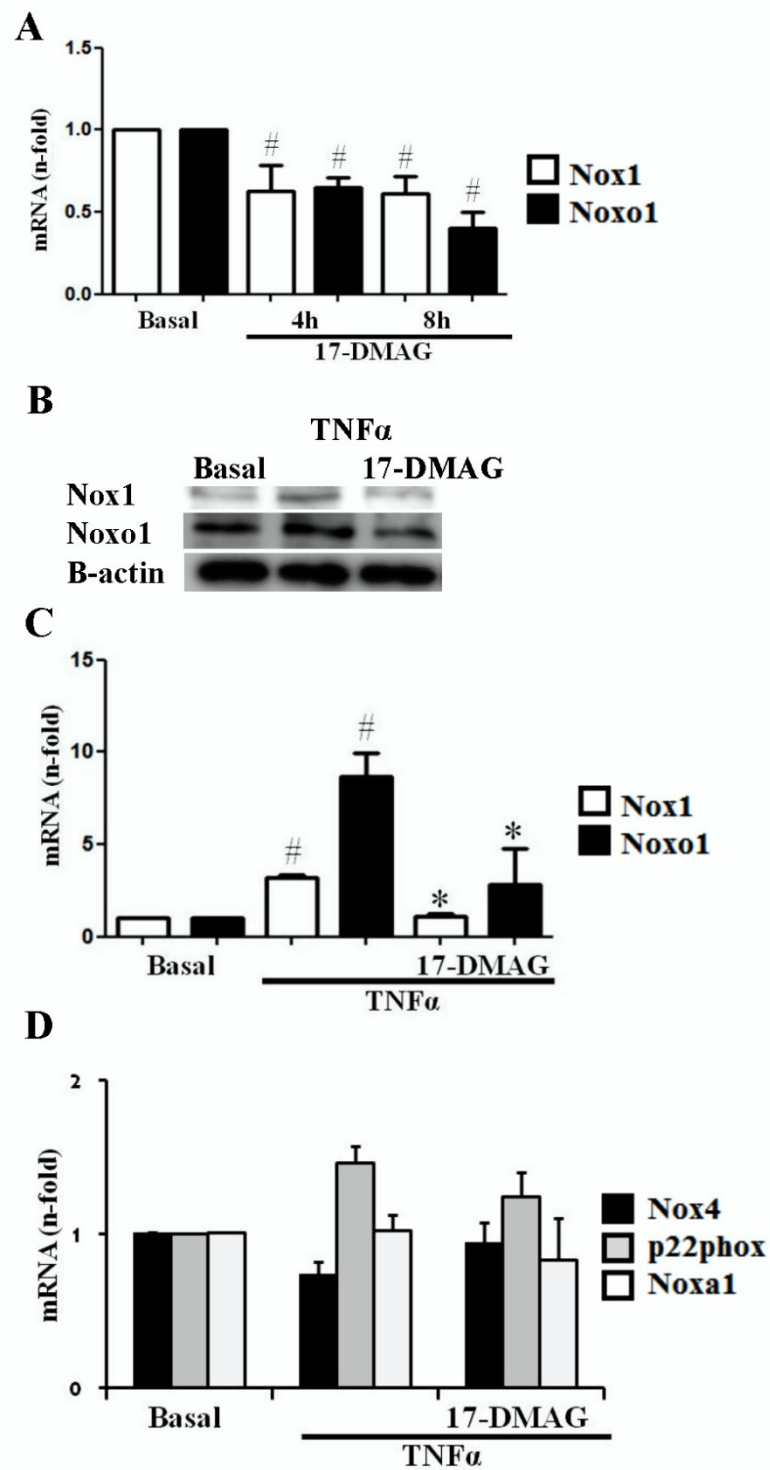 A
1.5
1.0
0.5
0.0
mRNA (n-fold)
# # # #
Nox1
Noxo1
Basal 4h 8h
17-DMAG
B
TNFα
Basal 17-DMAG
Nox1
Noxo1
B-actin
C
15
10
5
0
mRNA (n-fold)
# # * *
Nox1
Noxo1
Basal 17-DMAG
TNFα
D
2
1
0
mRNA (n-fold)
Nox4
p22phox
Noxa1
Basal 17-DMAG
TNFα